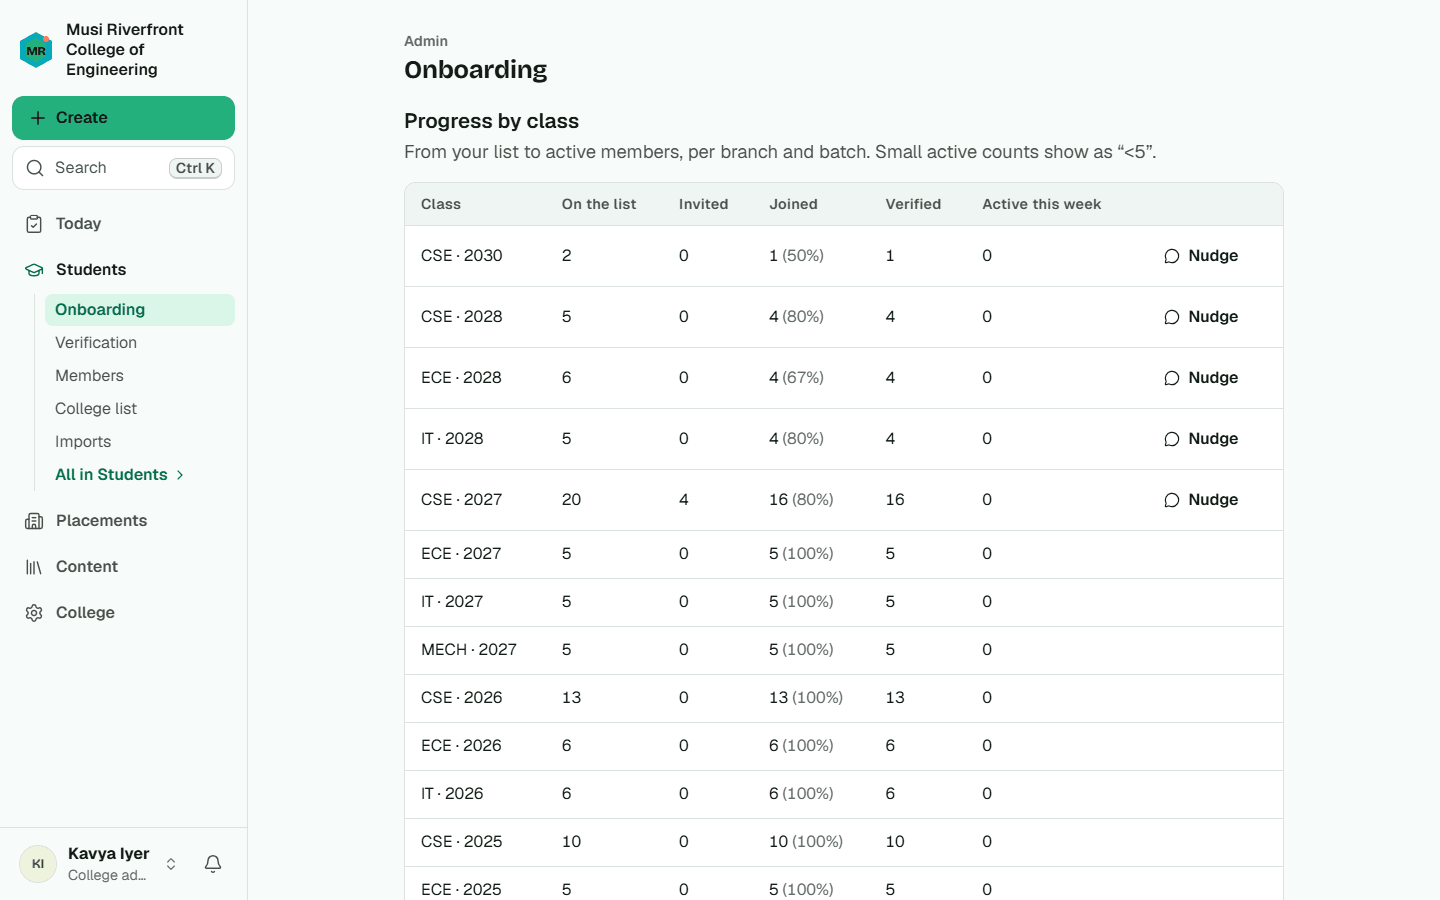 MR
Musi Riverfront
College of
Engineering
Create
Search Ctrl K
Today
Students
Onboarding
Verification
Members
College list
Imports
All in Students
Placements
Content
College
KI
Kavya Iyer
College ad...
Admin
Onboarding
Progress by class
From your list to active members, per branch and batch. Small active counts show as “<5”.
Class On the list Invited Joined Verified Active this week
CSE · 2030 2 0 1 (50%) 1 0 Nudge
CSE · 2028 5 0 4 (80%) 4 0 Nudge
ECE · 2028 6 0 4 (67%) 4 0 Nudge
IT · 2028 5 0 4 (80%) 4 0 Nudge
CSE · 2027 20 4 16 (80%) 16 0 Nudge
ECE · 2027 5 0 5 (100%) 5 0
IT · 2027 5 0 5 (100%) 5 0
MECH · 2027 5 0 5 (100%) 5 0
CSE · 2026 13 0 13 (100%) 13 0
ECE · 2026 6 0 6 (100%) 6 0
IT · 2026 6 0 6 (100%) 6 0
CSE · 2025 10 0 10 (100%) 10 0
ECE · 2025 5 0 5 (100%) 5 0